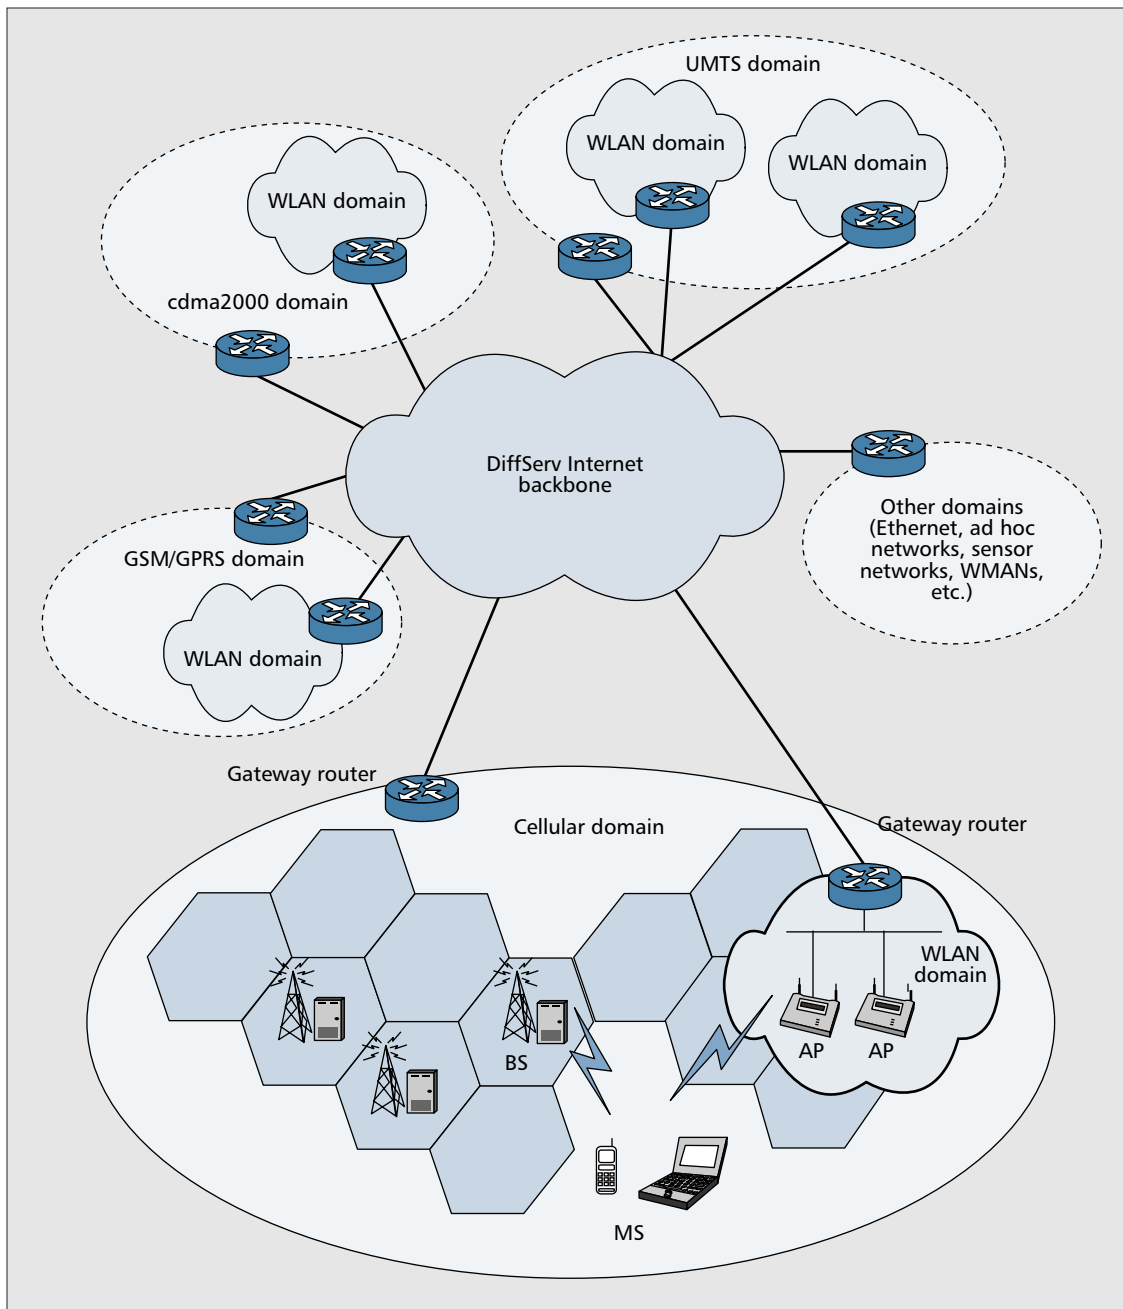 UMTS domain
WLAN domain
WLAN domain
WLAN domain
cdma2000 domain
DiffServ Internet
backbone
Other domains
(Ethernet, ad hoc
networks, sensor
networks, WMANs,
etc.)
GSM/GPRS domain
WLAN domain
Gateway router
Cellular domain
Gateway router
WLAN
domain
AP
AP
BS
MS